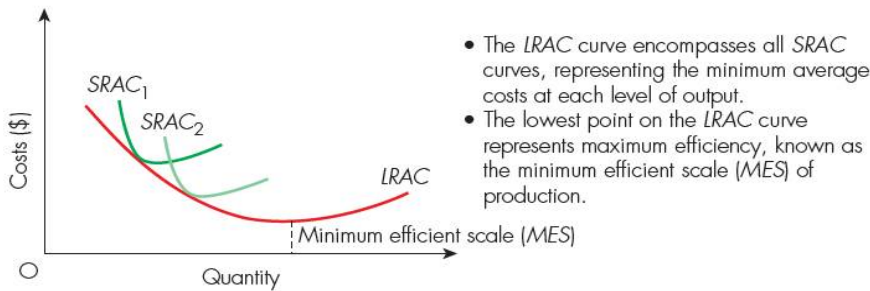 SRAC1
SRAC2
Costs ($)
LRAC
Minimum efficient scale (MES)
O
Quantity
• The LRAC curve encompasses all SRAC
curves, representing the minimum average
costs at each level of output.
• The lowest point on the LRAC curve
represents maximum efficiency, known as
the minimum efficient scale (MES) of
production.